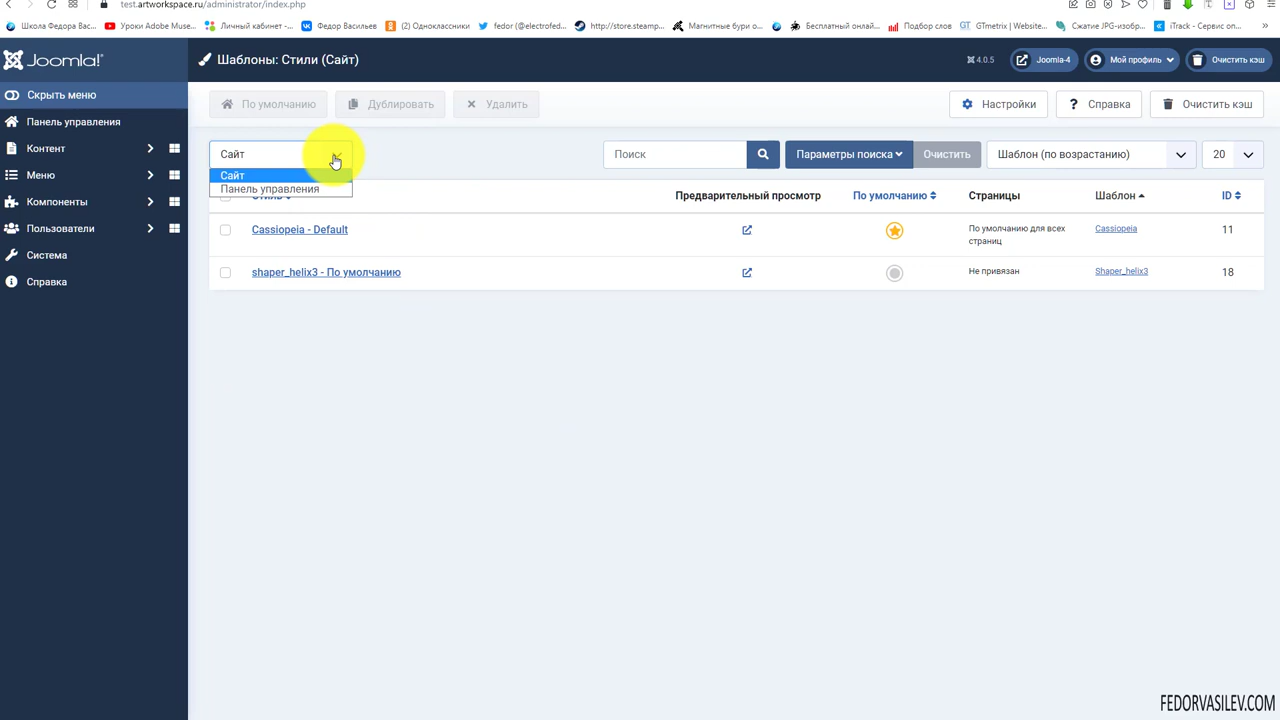 test.artworkspace.ru/administrator/index.php
Школа Федора Вас...
Уроки Adobe Muse...
Личный кабинет -...
Федор Васильев
(2) Одноклассники
fedor (@electrofed...
http://store.steamp...
Магнитные бури о...
Бесплатный онлай...
Подбор слов
GTmetrix | Website...
Сжатие JPG-изобр...
iTrack - Сервис оп...
Joomla!
Шаблоны: Стили (Сайт)
4.0.5
Joomla-4
Мой профиль
Очистить кэш
Скрыть меню
Панель управления
Контент
Меню
Компоненты
Пользователи
Система
Справка
По умолчанию
Дублировать
Удалить
Настройки
? Справка
Очистить кэш
Сайт
Сайт
Панель управления
Поиск
Параметры поиска
Очистить
Шаблон (по возрастанию)
20
Предварительный просмотр
По умолчанию
Страницы
Шаблон
ID
Cassiopeia - Default
По умолчанию для всех
страниц
Cassiopeia
11
shaper_helix3 - По умолчанию
Не привязан
Shaper_helix3
18
FEDORVASILEV.COM